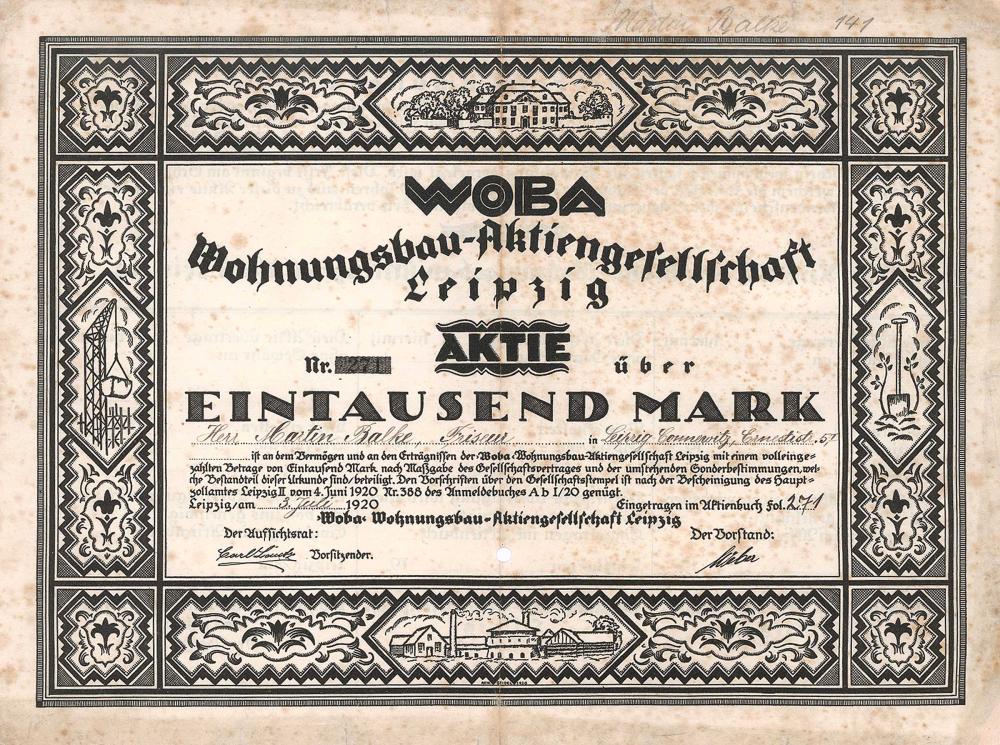 Martin Balke 141
WOBA
Wohnungsbau-Aktiengesellschaft
Leipzig
AKTIE
Nr. 271 über
EINTAUSEND MARK
Herr Martin Balke, Friseur in Leipzig Connewitz, Ernestistr. 5
ist an dem Vermögen und an den Erträgnissen der Woba-Wohnungsbau-Aktiengesellschaft Leipzig mit einem volleinge-
zahlten Betrage von Eintausend Mark nach Maßgabe des Gesellschaftsvertrages und der umstehenden Sonderbestimmungen, wel-
che Bestandteil dieser Urkunde sind, beteiligt. Den Vorschriften über den Gesellschaftsstempel ist nach der Bescheinigung des Haupt-
zollamtes Leipzig II vom 4. Juni 1920 Nr. 388 des Anmeldebuches A b I/20 genügt.
Leipzig, am 3. Juli 1920 Eingetragen im Aktienbuch Fol. 271
Woba Wohnungsbau-Aktiengesellschaft Leipzig
Der Aufsichtsrat: Der Vorstand:
Vorsitzender.